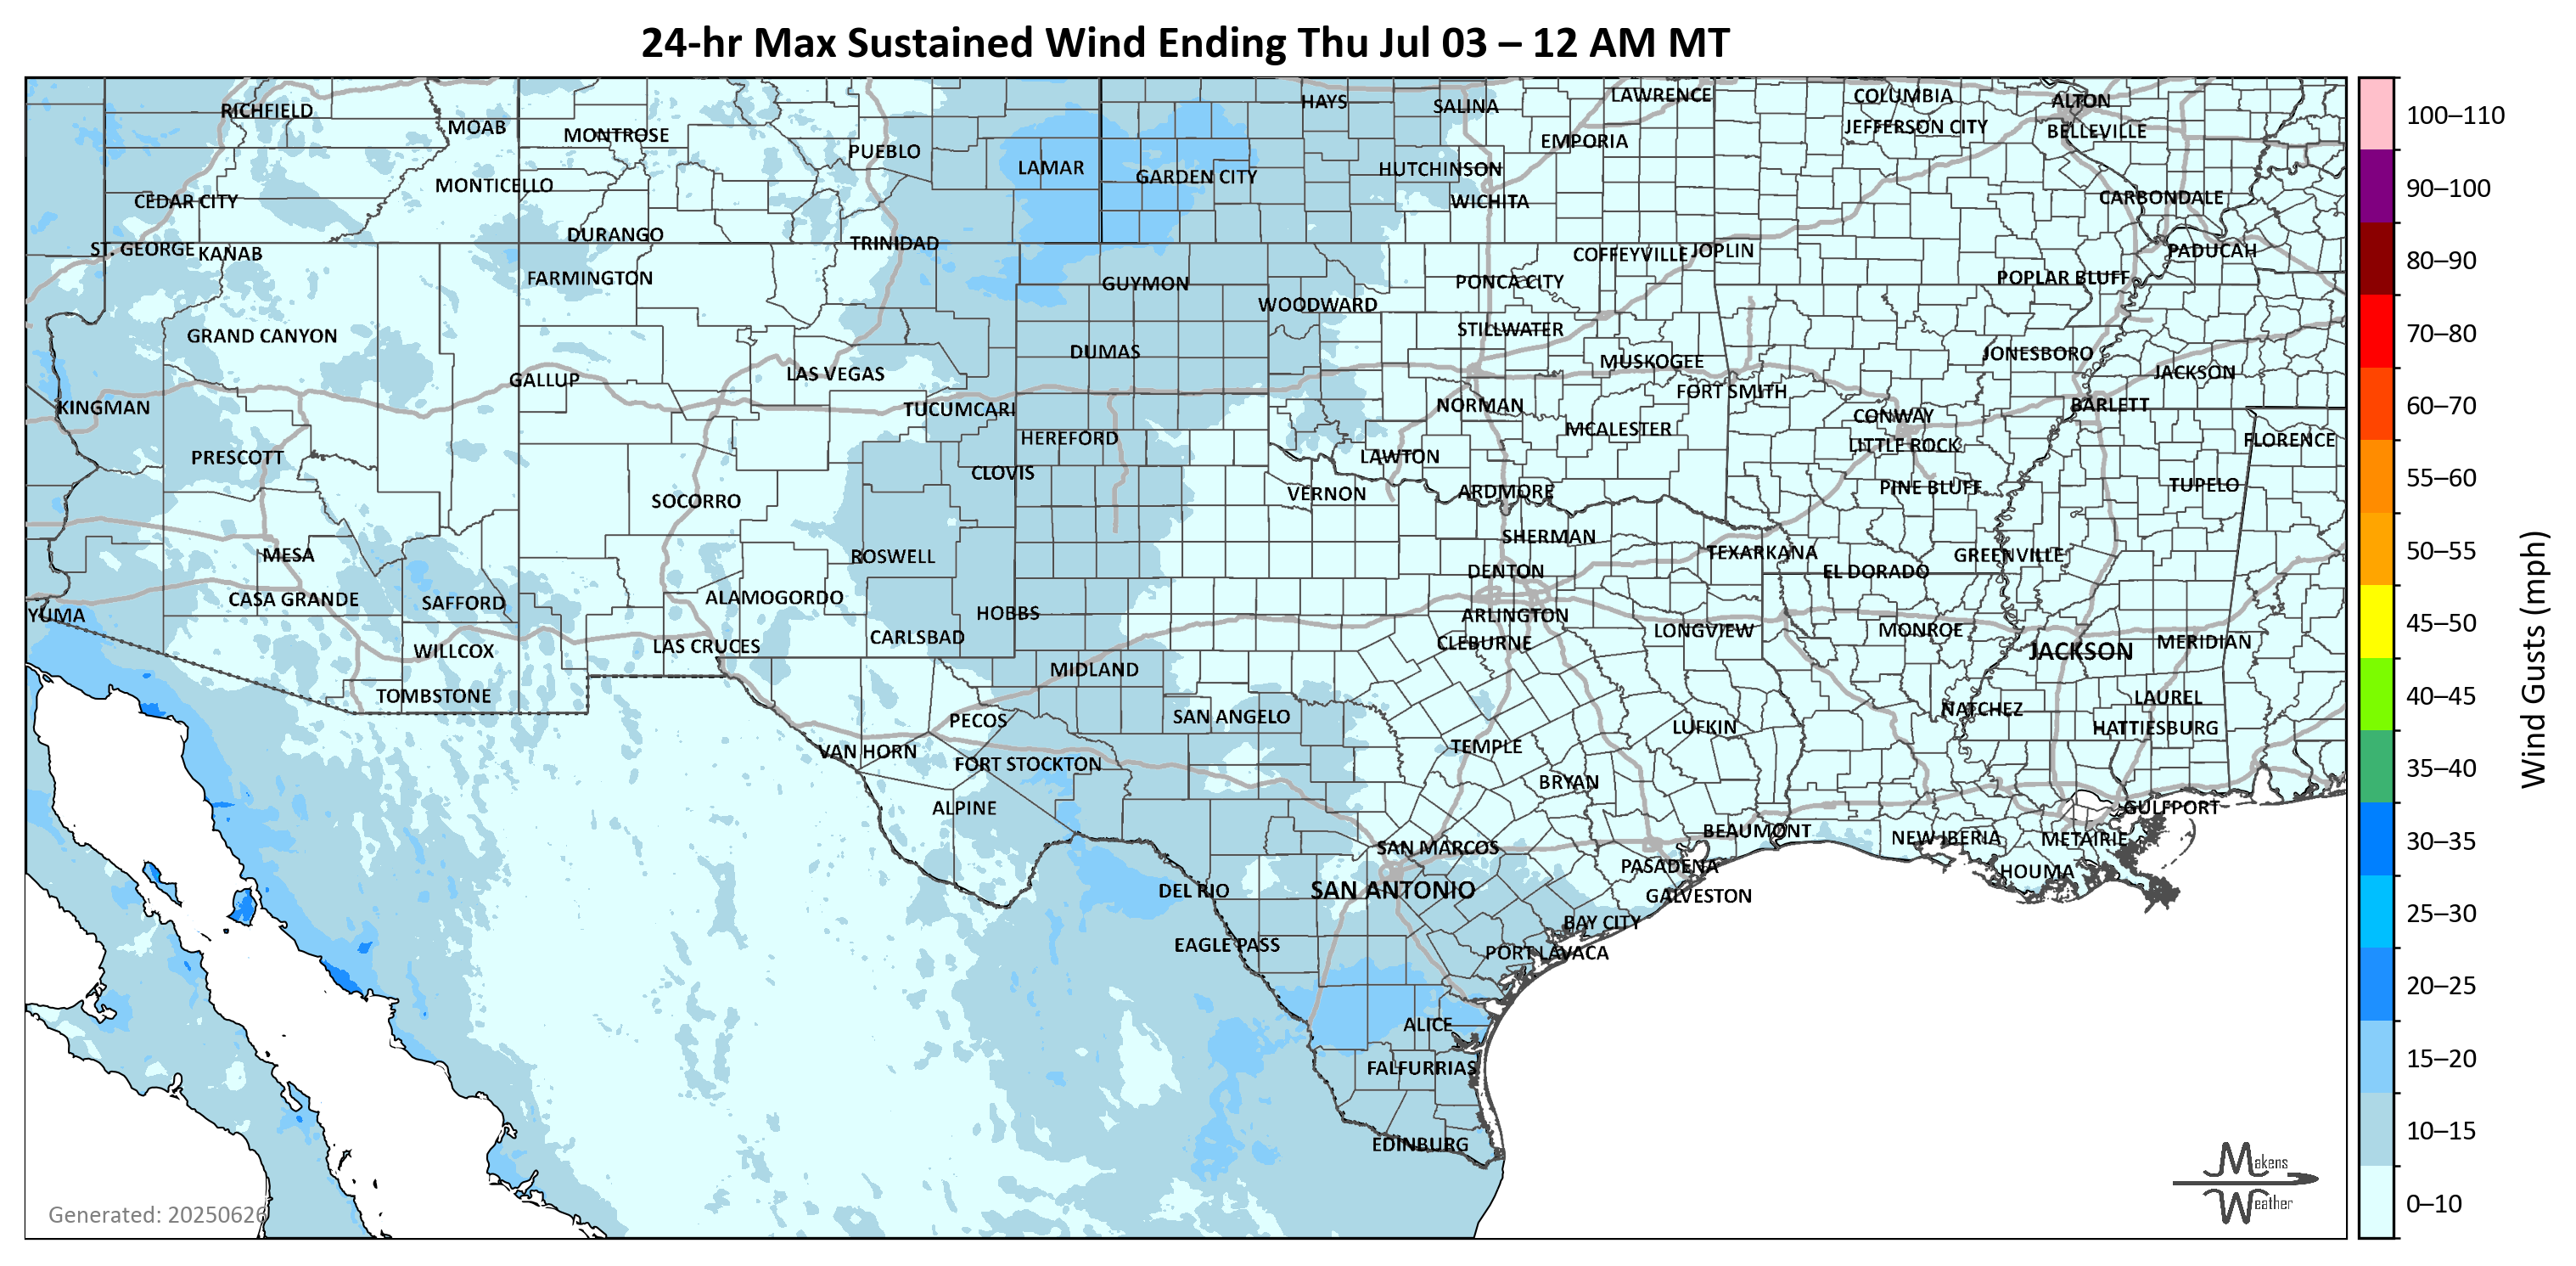 24-hr Max Sustained Wind Ending Thu Jul 03 – 12 AM MT
RICHFIELD
MOAB
MONTROSE
PUEBLO
LAMAR
GARDEN CITY
HAYS
SALINA
HUTCHINSON
WICHITA
EMPORIA
LAWRENCE
COLUMBIA
JEFFERSON CITY
ALTON
BELLEVILLE
CARBONDALE
PADUCAH
CEDAR CITY
MONTICELLO
DURANGO
TRINIDAD
ST. GEORGE
KANAB
FARMINGTON
GUYMON
WOODWARD
PONCA CITY
COFFEYVILLE
JOPLIN
POPLAR BLUFF
GRAND CANYON
GALLUP
LAS VEGAS
DUMAS
STILLWATER
MUSKOGEE
FORT SMITH
JONESBORO
JACKSON
KINGMAN
TUCUMCARI
HEREFORD
NORMAN
MCALESTER
CONWAY
LITTLE ROCK
BARLETT
FLORENCE
PRESCOTT
CLOVIS
LAWTON
VERNON
ARDMORE
PINE BLUFF
TUPELO
SOCORRO
MESA
ROSWELL
SHERMAN
DENTON
TEXARKANA
EL DORADO
GREENVILLE
YUMA
CASA GRANDE
SAFFORD
ALAMOGORDO
HOBBS
ARLINGTON
CLEBURNE
LONGVIEW
MONROE
JACKSON
MERIDIAN
WILLCOX
LAS CRUCES
CARLSBAD
MIDLAND
TOMBSTONE
PECOS
SAN ANGELO
TEMPLE
LUFKIN
NATCHEZ
LAUREL
HATTIESBURG
VAN HORN
FORT STOCKTON
BRYAN
ALPINE
BEAUMONT
NEW IBERIA
METAIRIE
GULFPORT
SAN MARCOS
PASADENA
HOUMA
DEL RIO
SAN ANTONIO
GALVESTON
EAGLE PASS
BAY CITY
PORT LAVACA
ALICE
FALFURRIAS
EDINBURG
Generated: 20250626
Makens
Weather
100–110
90–100
80–90
70–80
60–70
55–60
50–55
45–50
40–45
35–40
30–35
25–30
20–25
15–20
10–15
0–10
Wind Gusts (mph)